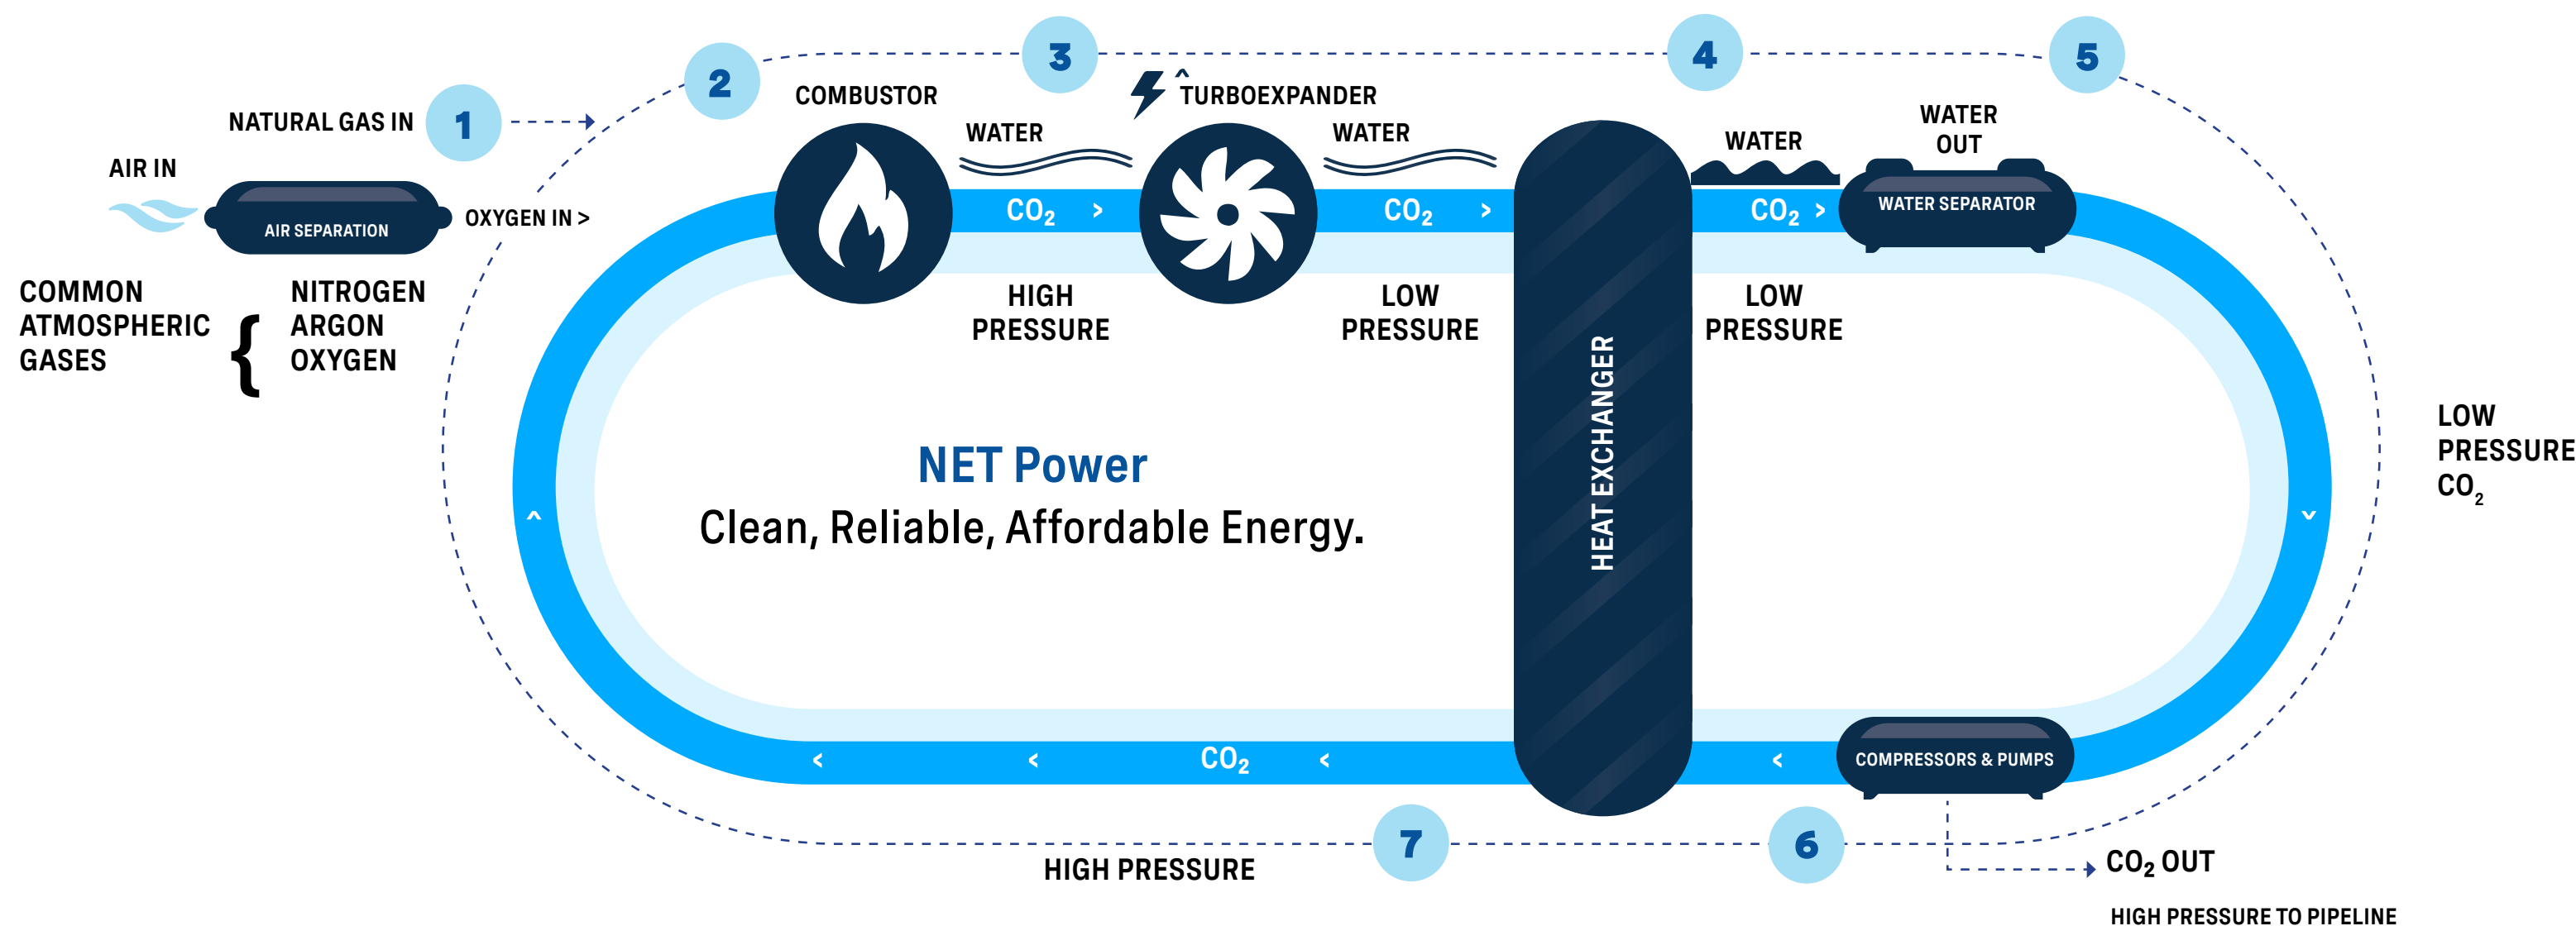 1
2
3
4
5
NATURAL GAS IN
AIR IN
AIR SEPARATION
OXYGEN IN >
COMMON
ATMOSPHERIC
GASES
{
NITROGEN
ARGON
OXYGEN
COMBUSTOR
WATER
CO₂ >
HIGH
PRESSURE
^
TURBOEXPANDER
WATER
CO₂ >
LOW
PRESSURE
HEAT EXCHANGER
WATER
CO₂ >
LOW
PRESSURE
WATER
OUT
WATER SEPARATOR
LOW
PRESSURE
CO₂
NET Power
Clean, Reliable, Affordable Energy.
COMPRESSORS & PUMPS
< < CO₂ < <
7
6
HIGH PRESSURE
CO₂ OUT
HIGH PRESSURE TO PIPELINE